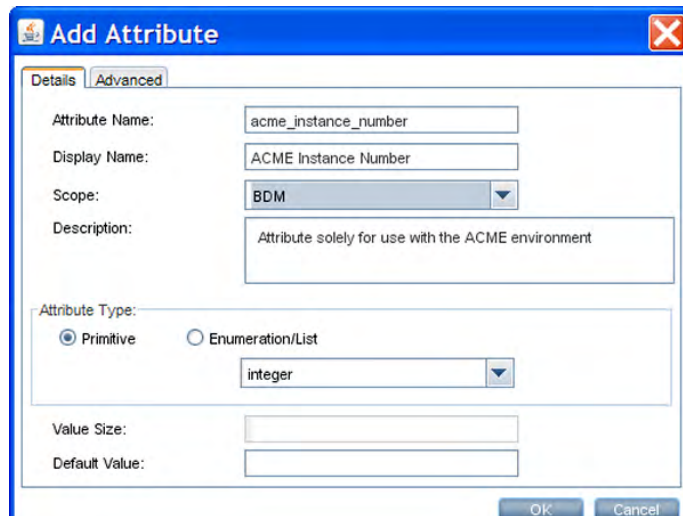 Add Attribute
Details Advanced
Attribute Name: acme_instance_number
Display Name: ACME Instance Number
Scope: BDM
Description: Attribute solely for use with the ACME environment
Attribute Type:
Primitive Enumeration/List
integer
Value Size:
Default Value:
OK Cancel